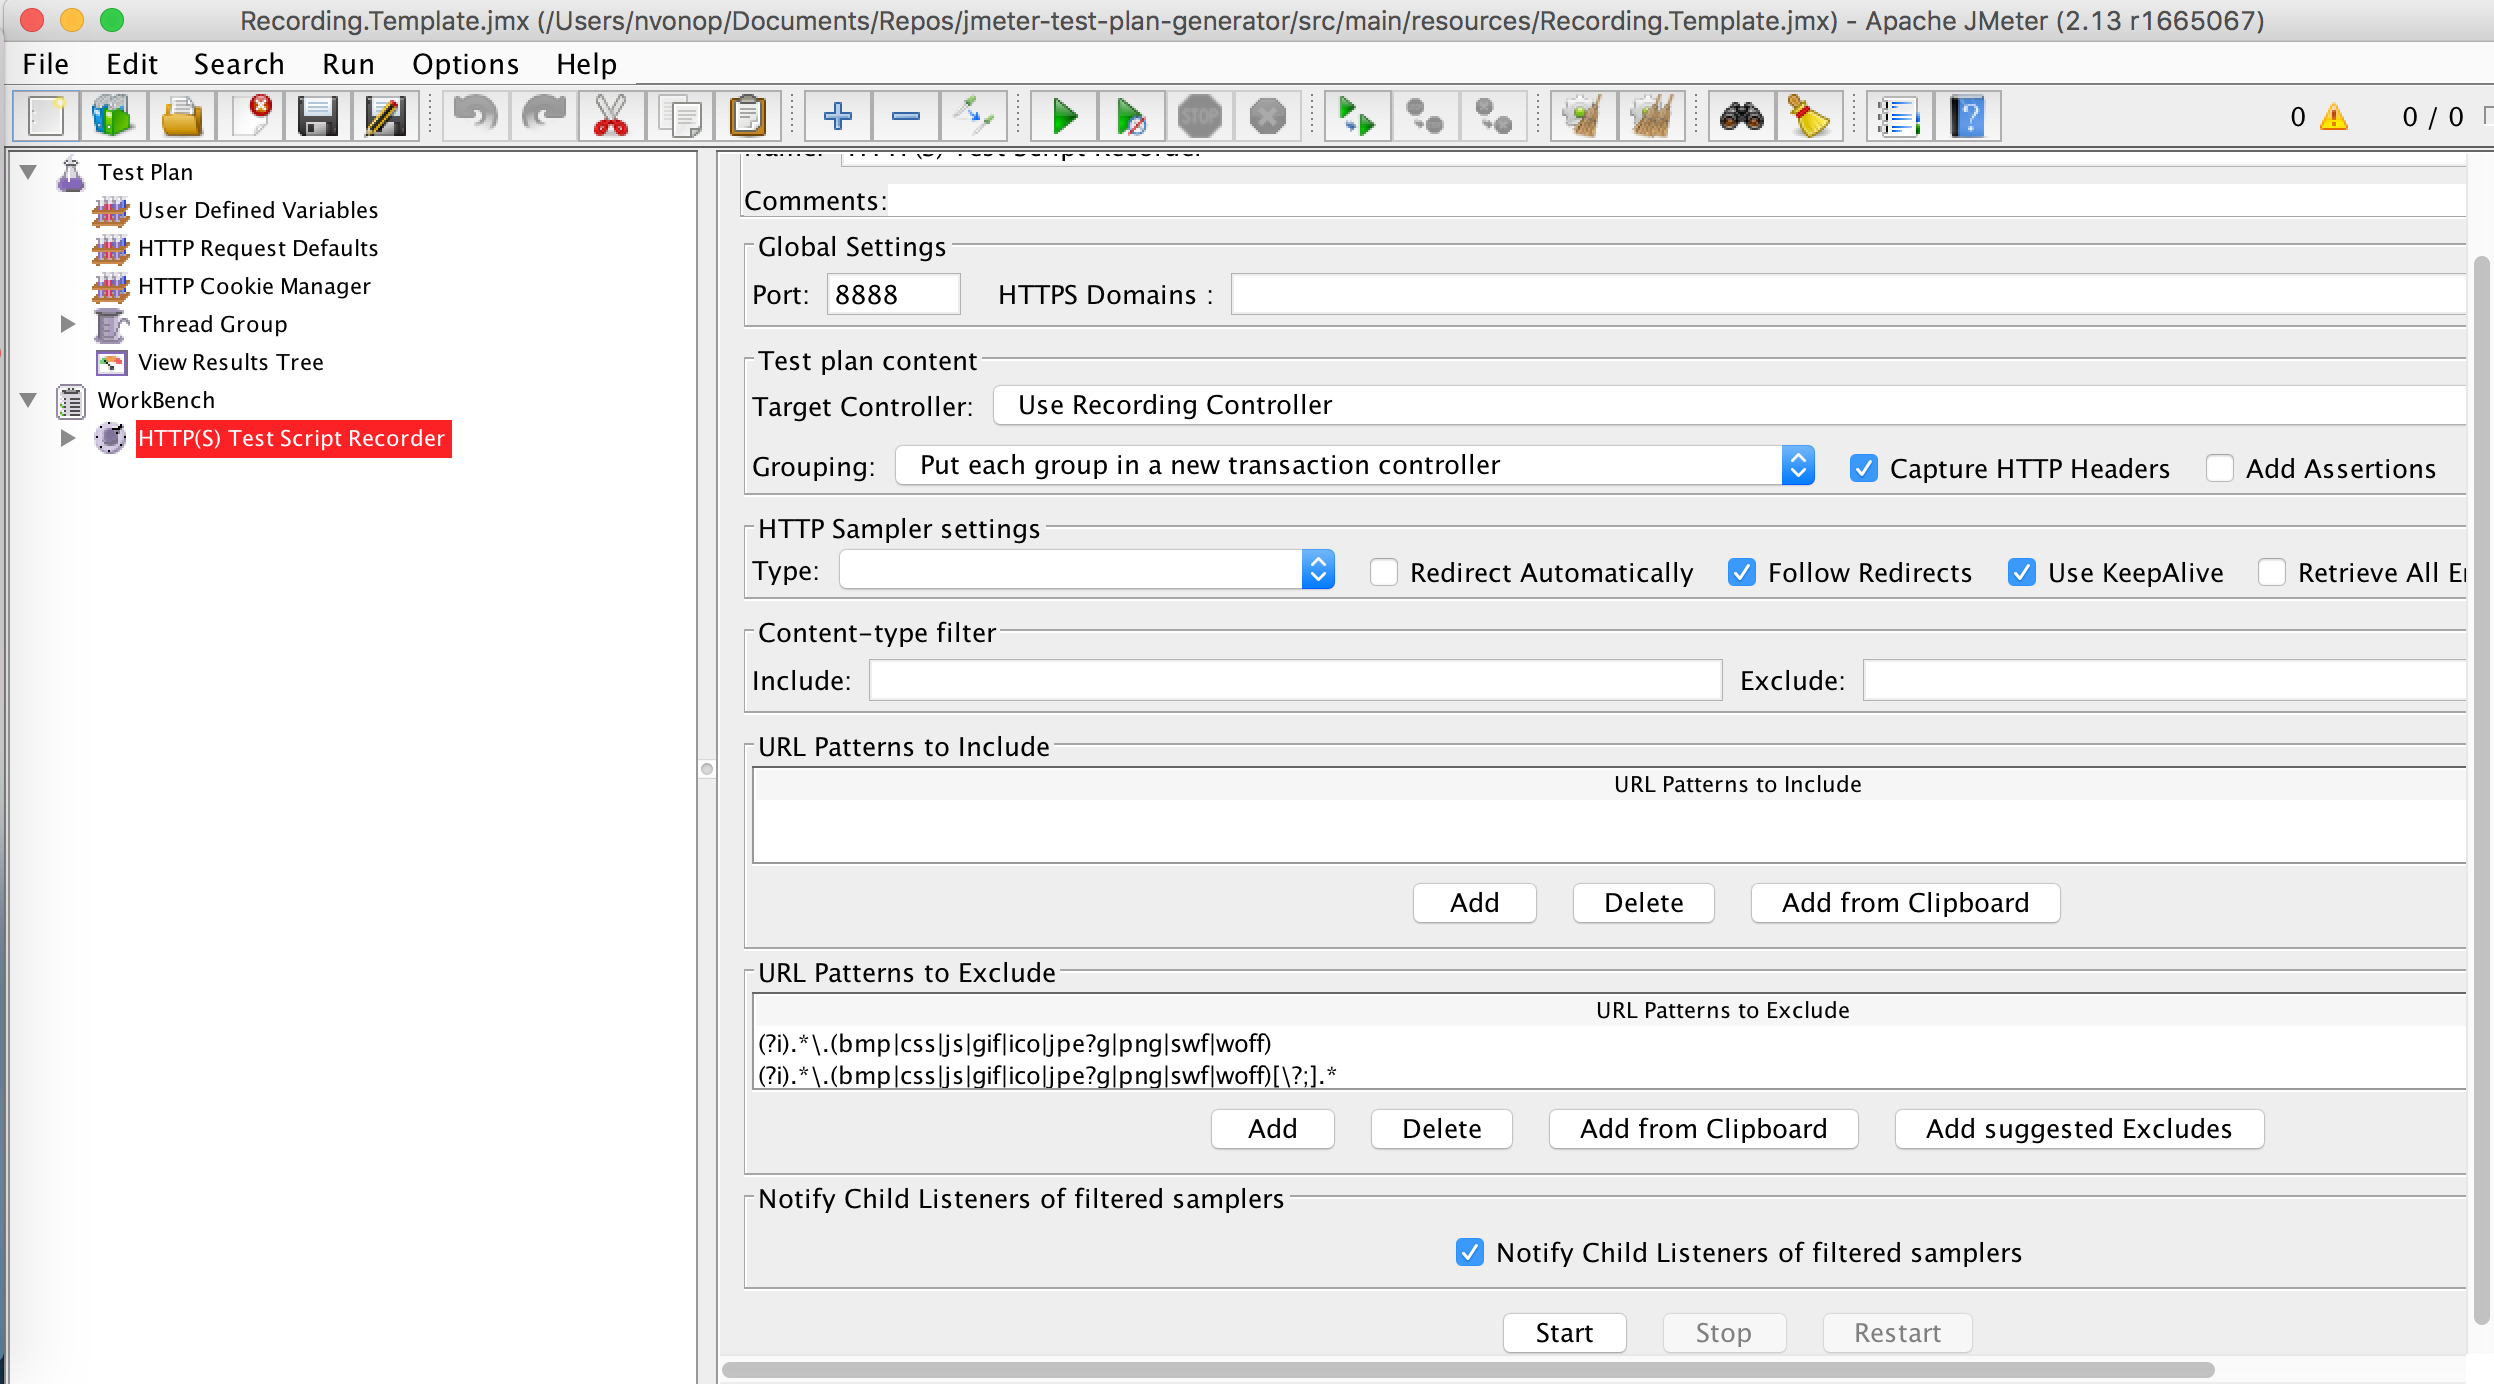 Recording.Template.jmx (/Users/nvonop/Documents/Repos/jmeter-test-plan-generator/src/main/resources/Recording.Template.jmx) - Apache JMeter (2.13 r1665067)
File Edit Search Run Options Help
STOP
?
0
0 / 0
Test Plan
User Defined Variables
HTTP Request Defaults
HTTP Cookie Manager
Thread Group
View Results Tree
WorkBench
HTTP(S) Test Script Recorder
Name: HTTP(S) Test Script Recorder
Comments:
Global Settings
Port: 8888 HTTPS Domains :
Test plan content
Target Controller: Use Recording Controller
Grouping: Put each group in a new transaction controller Capture HTTP Headers Add Assertions
HTTP Sampler settings
Type: Redirect Automatically Follow Redirects Use KeepAlive Retrieve All
Content-type filter
Include: Exclude:
URL Patterns to Include
URL Patterns to Include
Add Delete Add from Clipboard
URL Patterns to Exclude
URL Patterns to Exclude
(?i).*\.(bmp|css|js|gif|ico|jpe?g|png|swf|woff)
(?i).*\.(bmp|css|js|gif|ico|jpe?g|png|swf|woff)[\?;].*
Add Delete Add from Clipboard Add suggested Excludes
Notify Child Listeners of filtered samplers
Notify Child Listeners of filtered samplers
Start Stop Restart